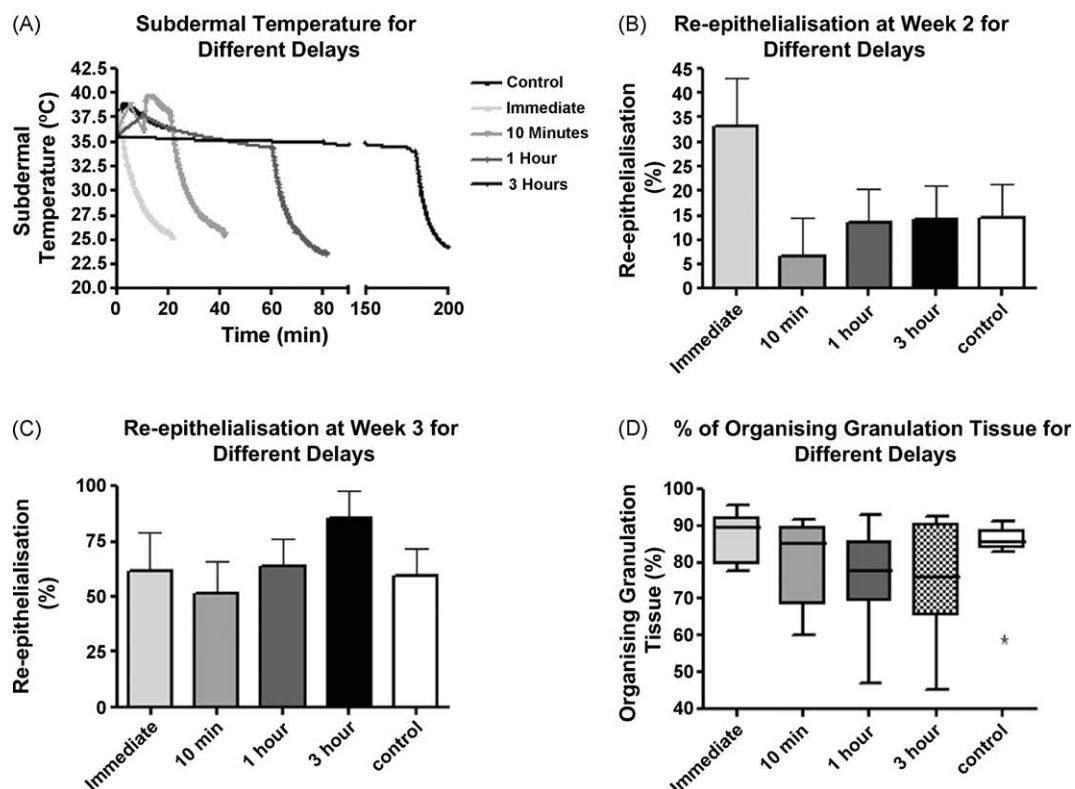 (A) Subdermal Temperature for
Different Delays
42.5
40.0
37.5
35.0
32.5
30.0
27.5
25.0
22.5
20.0
Subdermal
Temperature (ºC)
0 20 40 60 80 150 200
Time (min)
Control
Immediate
10 Minutes
1 Hour
3 Hours
(B) Re-epithelialisation at Week 2 for
Different Delays
45
40
35
30
25
20
15
10
5
0
Re-epithelialisation
(%)
Immediate
10 min
1 hour
3 hour
control
(C) Re-epithelialisation at Week 3 for
Different Delays
100
75
50
25
0
Re-epithelialisation
(%)
Immediate
10 min
1 hour
3 hour
control
(D) % of Organising Granulation Tissue for
Different Delays
100
90
80
70
60
50
40
Organising Granulation
Tissue (%)
*
Immediate
10 min
1 hour
3 hour
control